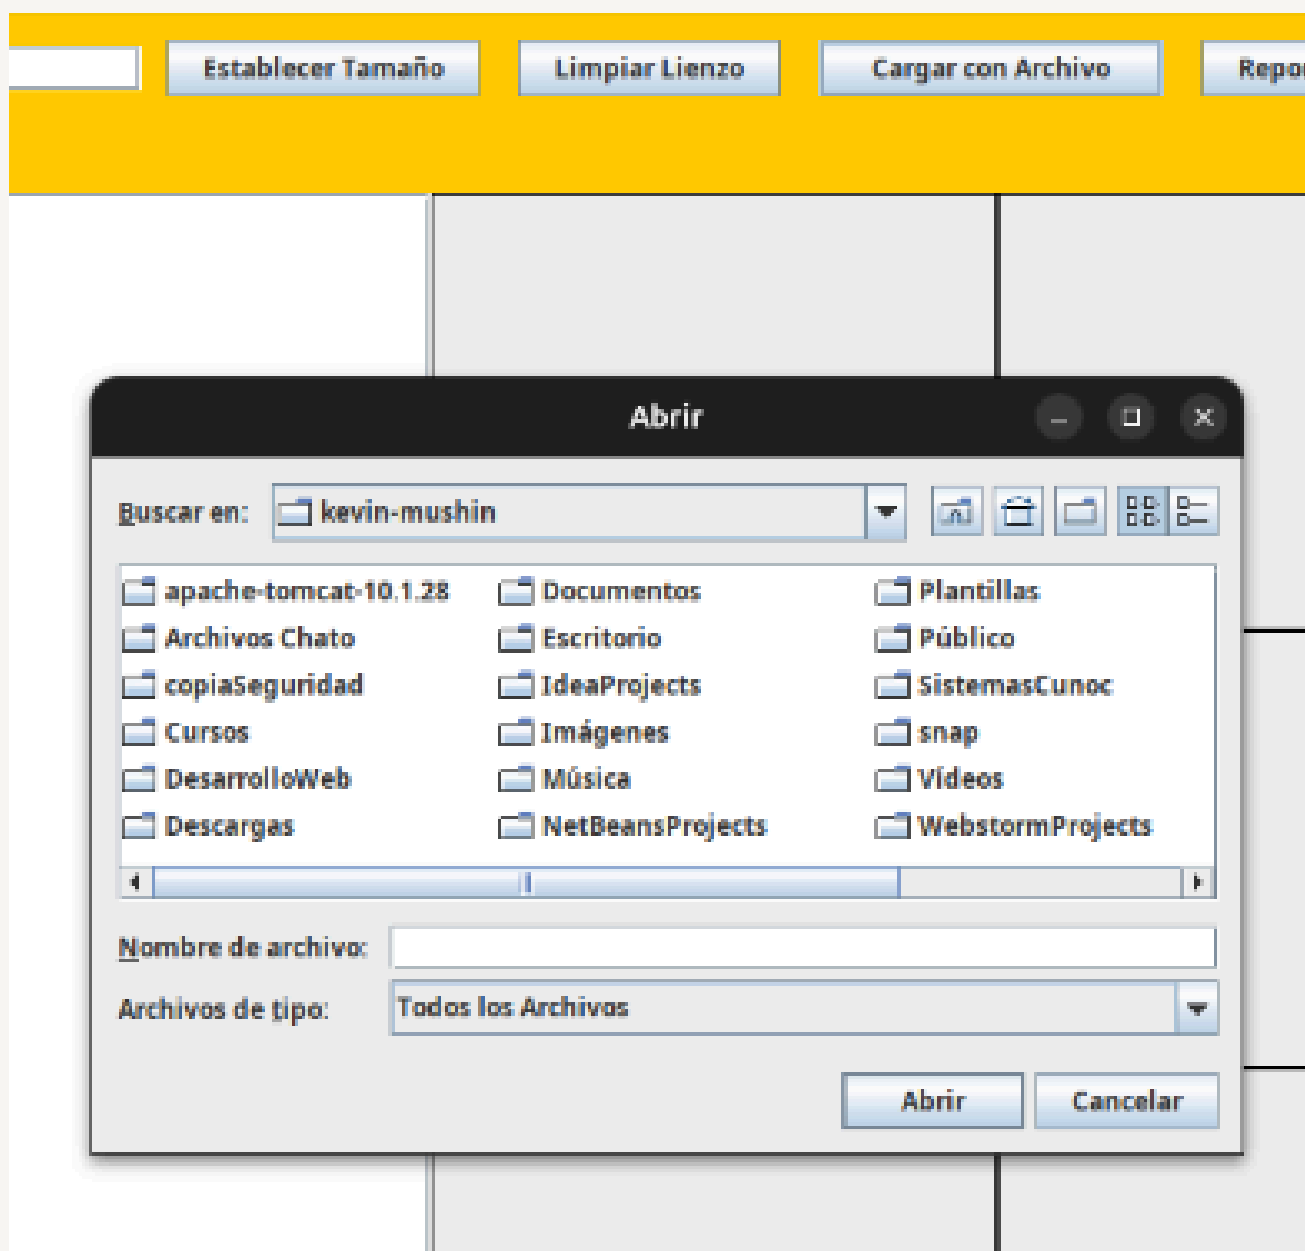 Establecer Tamaño Limpiar Lienzo Cargar con Archivo
Abrir
Buscar en: kevin-mushin
apache-tomcat-10.1.28 Documentos Plantillas
Archivos Chato Escritorio Público
copiaSeguridad IdeaProjects SistemasCunoc
Cursos Imágenes snap
DesarrolloWeb Música Vídeos
Descargas NetBeansProjects WebstormProjects
Nombre de archivo:
Archivos de tipo: Todos los Archivos
Abrir Cancelar